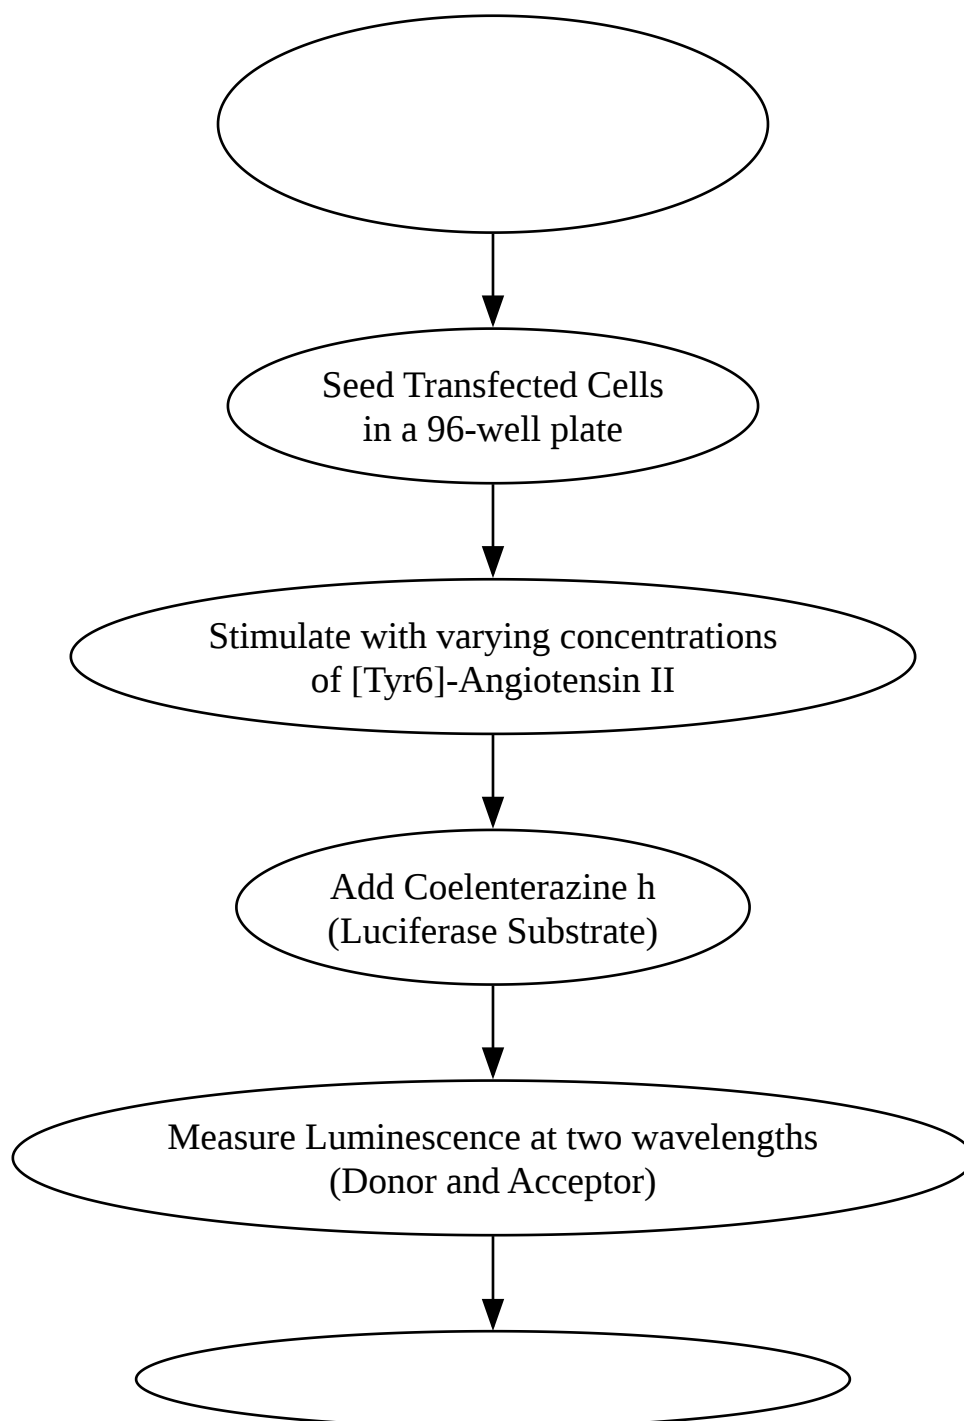 Seed Transfected Cells
in a 96-well plate
Stimulate with varying concentrations
of [Tyr6]-Angiotensin II
Add Coelenterazine h
(Luciferase Substrate)
Measure Luminescence at two wavelengths
(Donor and Acceptor)